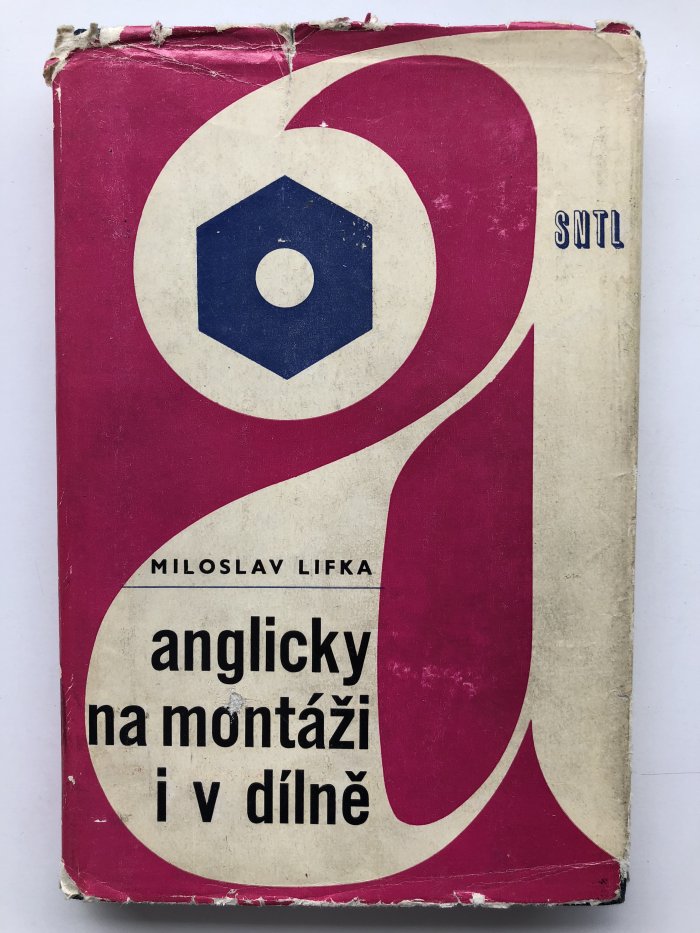 SNTL
MILOSLAV LIFKA
anglicky
na montáži
i v dílně